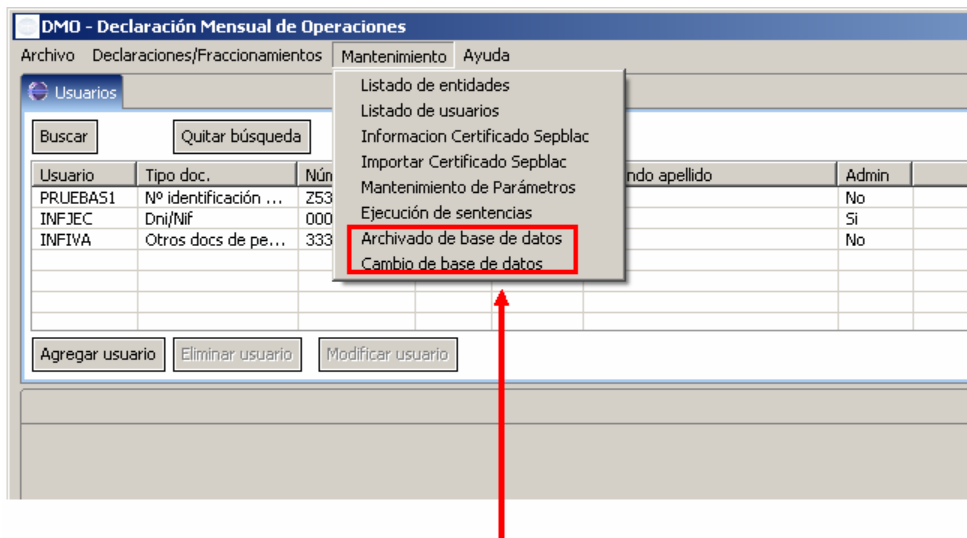 DMO - Declaración Mensual de Operaciones
Archivo Declaraciones/Fraccionamientos Mantenimiento Ayuda
Usuarios
Listado de entidades
Listado de usuarios
Informacion Certificado Sepblac
Importar Certificado Sepblac
Mantenimiento de Parámetros
Ejecución de sentencias
Archivado de base de datos
Cambio de base de datos
Buscar Quitar búsqueda
Usuario Tipo doc. Núm ndo apellido Admin
PRUEBAS1 Nº identificación ... Z53 No
INFJEC Dni/Nif 000 Si
INFIVA Otros docs de pe... 333 No
Agregar usuario Eliminar usuario Modificar usuario